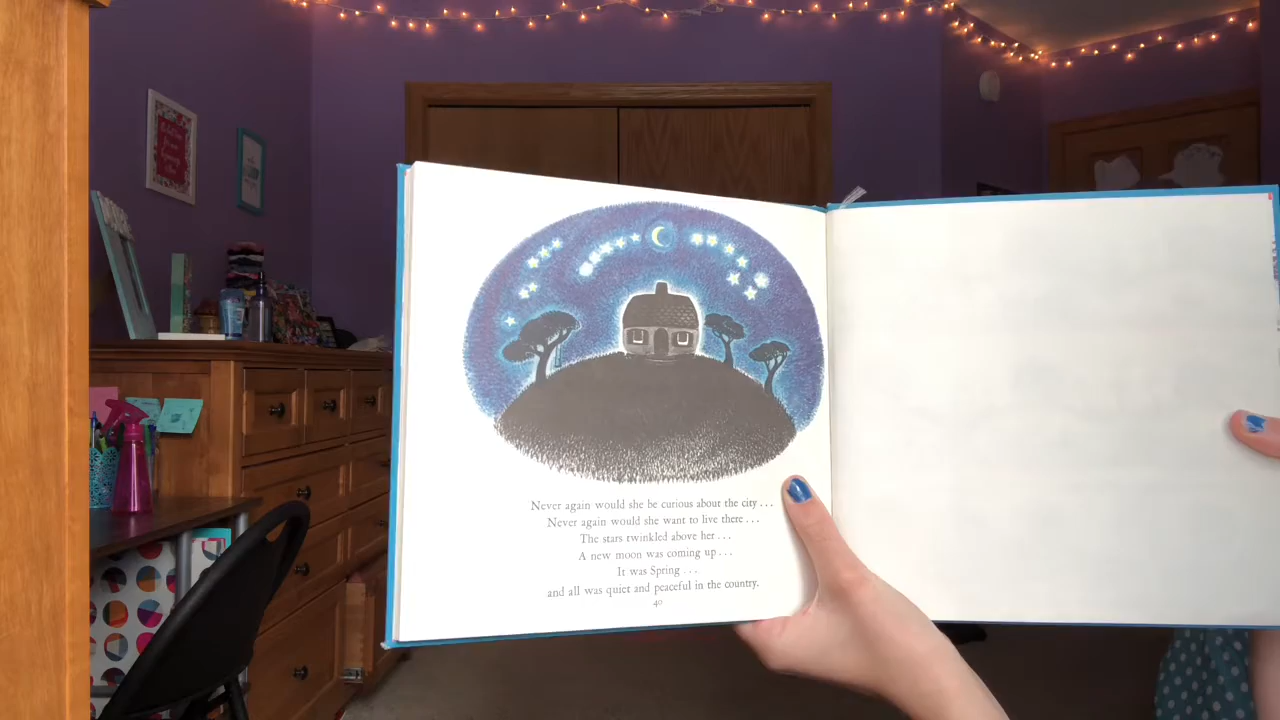 Never again would she be curious about the city . . .
Never again would she want to live there . . .
The stars twinkled above her . . .
A new moon was coming up . . .
It was Spring . . .
and all was quiet and peaceful in the country.
40